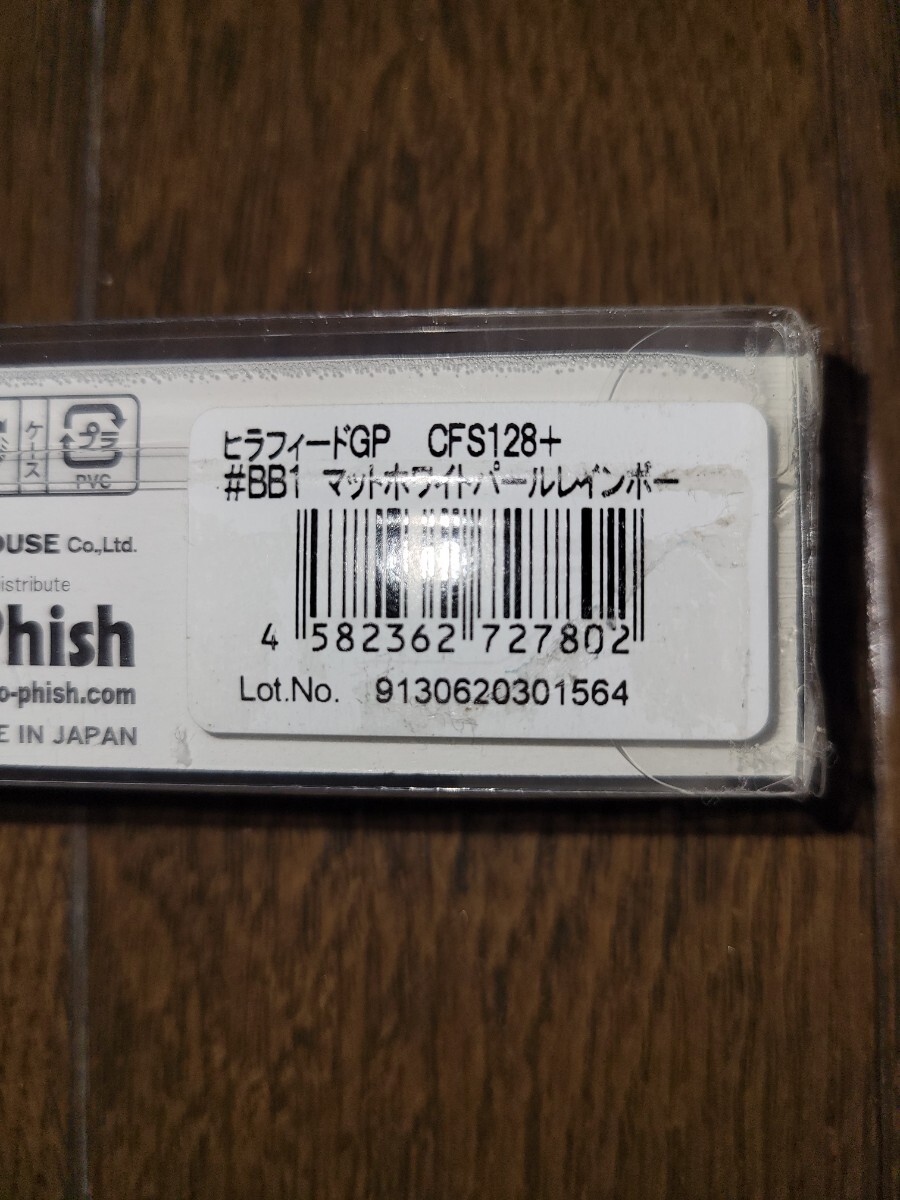 ケース
プラ
PVC
OUSE Co.,Ltd.
istribute
Phish
o-phish.com
E IN JAPAN
ヒラフィードGP CFS128+
#BB1 マットホワイトパールレインボー
4 582362 727802
Lot.No. 9130620301564